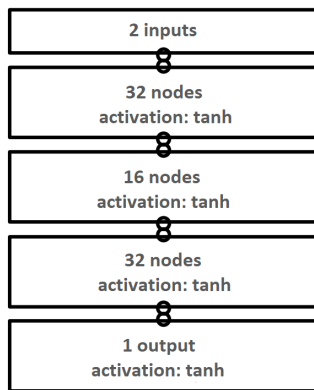 2 inputs
32 nodes
activation: tanh
16 nodes
activation: tanh
32 nodes
activation: tanh
1 output
activation: tanh